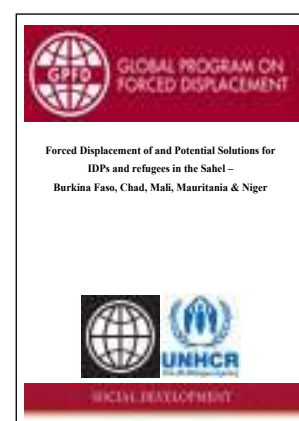 GPFD
GLOBAL PROGRAM ON
FORCED DISPLACEMENT
Forced Displacement of and Potential Solutions for
IDPs and refugees in the Sahel –
Burkina Faso, Chad, Mali, Mauritania & Niger
UNHCR
SOCIAL DEVELOPMENT